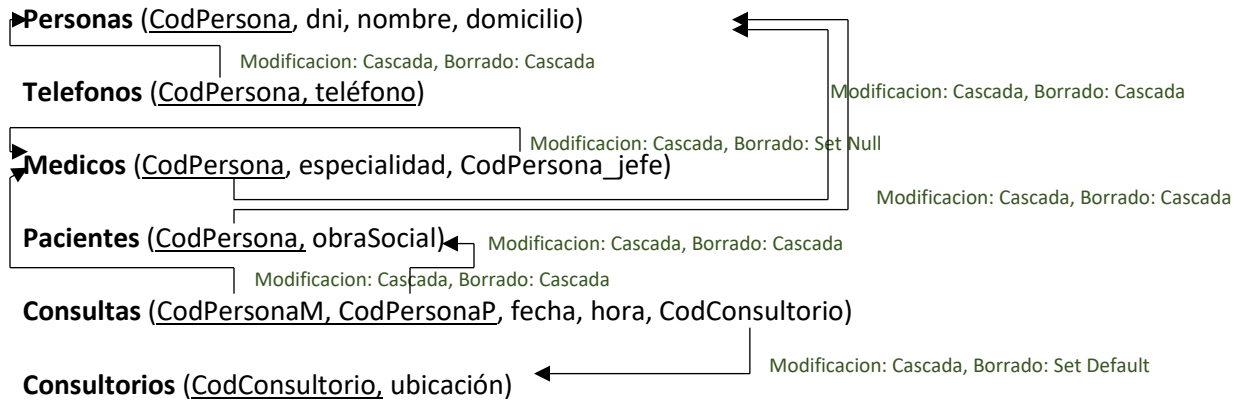 Personas (CodPersona, dni, nombre, domicilio)
Modificacion: Cascada, Borrado: Cascada
Telefonos (CodPersona, teléfono)
Modificacion: Cascada, Borrado: Cascada
Modificacion: Cascada, Borrado: Set Null
Medicos (CodPersona, especialidad, CodPersona_jefe)
Modificacion: Cascada, Borrado: Cascada
Pacientes (CodPersona, obraSocial)
Modificacion: Cascada, Borrado: Cascada
Modificacion: Cascada, Borrado: Cascada
Consultas (CodPersonaM, CodPersonaP, fecha, hora, CodConsultorio)
Modificacion: Cascada, Borrado: Set Default
Consultorios (CodConsultorio, ubicación)